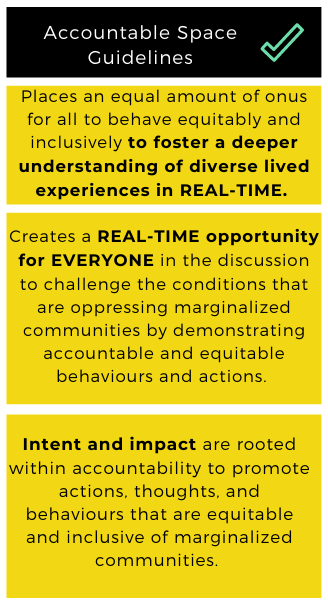 Accountable Space
Guidelines
Places an equal amount of onus
for all to behave equitably and
inclusively to foster a deeper
understanding of diverse lived
experiences in REAL-TIME.
Creates a REAL-TIME opportunity
for EVERYONE in the discussion
to challenge the conditions that
are oppressing marginalized
communities by demonstrating
accountable and equitable
behaviours and actions.
Intent and impact are rooted
within accountability to promote
actions, thoughts, and
behaviours that are equitable
and inclusive of marginalized
communities.